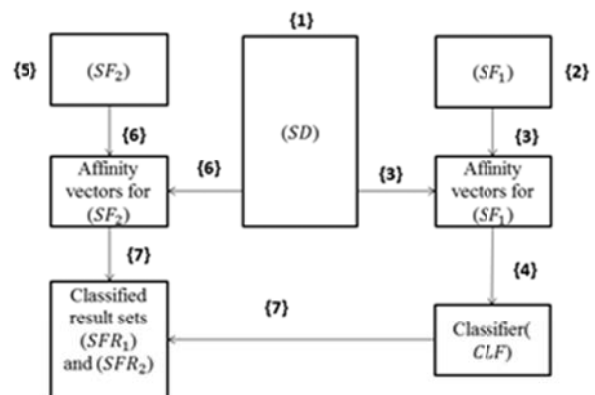 {1}
{5}
(SF₂)
(SD)
(SF₁)
{2}
{6}
{3}
Affinity
vectors for
(SF₂)
{6}
{3}
Affinity
vectors for
(SF₁)
{7}
{4}
Classified
result sets
(SFR₁)
and (SFR₂)
{7}
Classifier(
CLF)